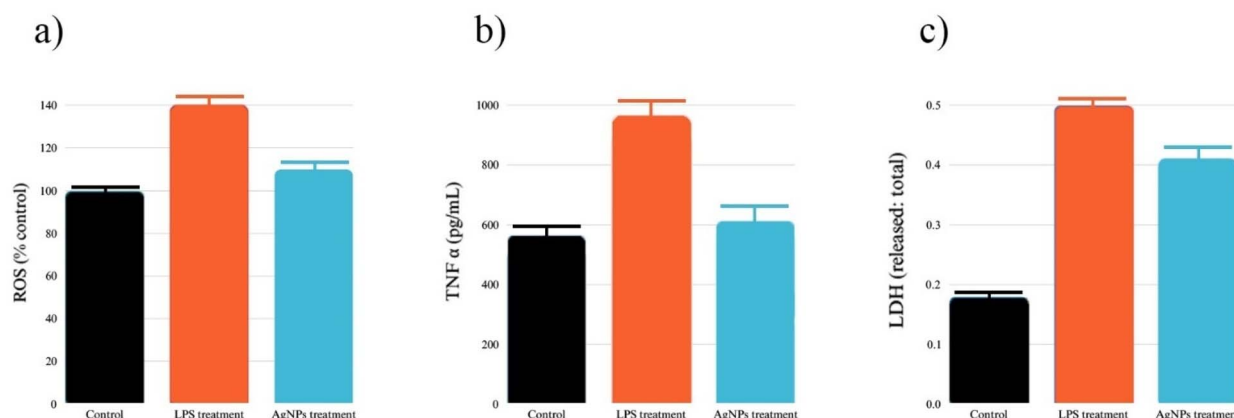 a)
ROS (% control)
140
120
100
80
60
40
20
0
Control LPS treatment AgNPs treatment
b)
TNF α (pg/mL)
1000
800
600
400
200
0
Control LPS treatment AgNPs treatment
c)
LDH (released: total)
0.5
0.4
0.3
0.2
0.1
0.0
Control LPS treatment AgNPs treatment